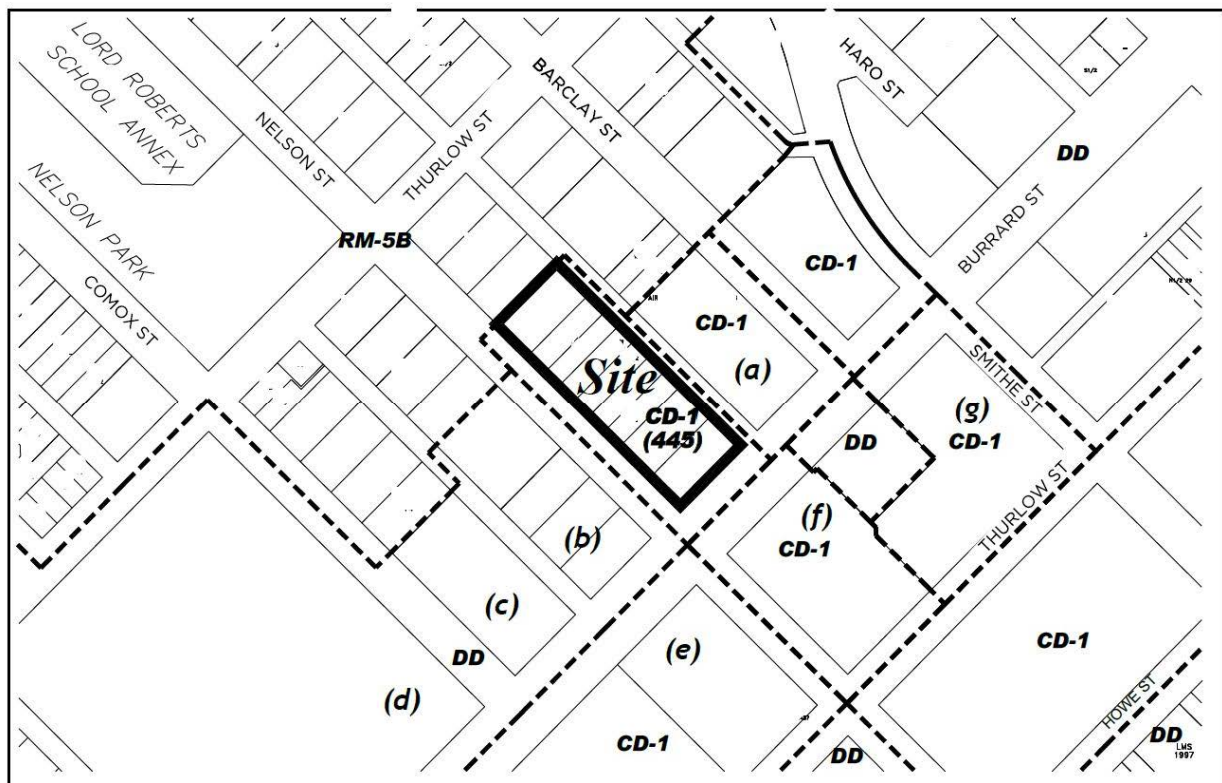 LORD ROBERTS
SCHOOL ANNEX
HARO ST
BARCLAY ST
NELSON ST
THURLOW ST
DD
BURRARD ST
NELSON PARK
RM-5B
COMOX ST
CD-1
CD-1
(a)
Site
CD-1
(445)
SMITHE ST
(g)
CD-1
DD
THURLOW ST
(f)
CD-1
(b)
(c)
(e)
CD-1
DD
(d)
HOWE ST
CD-1
DD
DD
LMS
1997